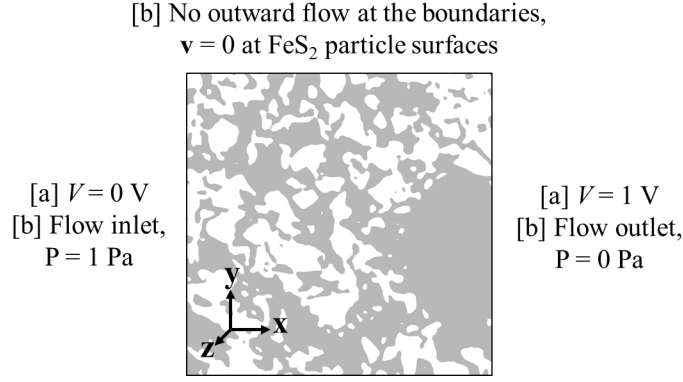 [b] No outward flow at the boundaries,
v = 0 at FeS₂ particle surfaces
[a] V = 0 V
[b] Flow inlet,
P = 1 Pa
[a] V = 1 V
[b] Flow outlet,
P = 0 Pa
y
x
z